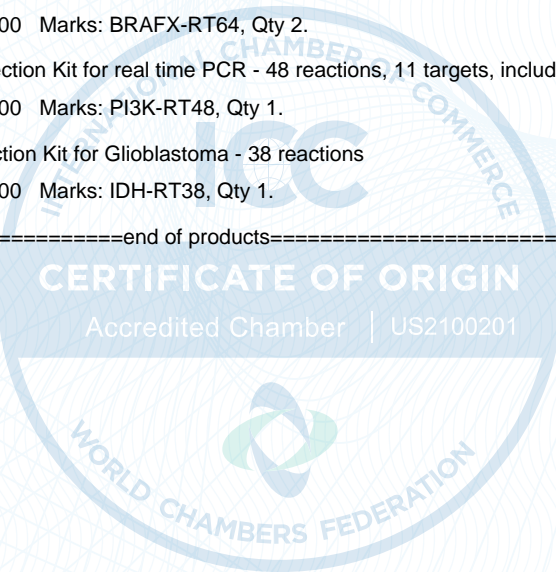 00 Marks: BRAFX-RT64, Qty 2.
ection Kit for real time PCR - 48 reactions, 11 targets, includ
00 Marks: PI3K-RT48, Qty 1.
ction Kit for Glioblastoma - 38 reactions
00 Marks: IDH-RT38, Qty 1.
==========end of products=======================
INTERNATIONAL CHAMBER OF COMMERCE
ICC
CERTIFICATE OF ORIGIN
Accredited Chamber | US2100201
WORLD CHAMBERS FEDERATION